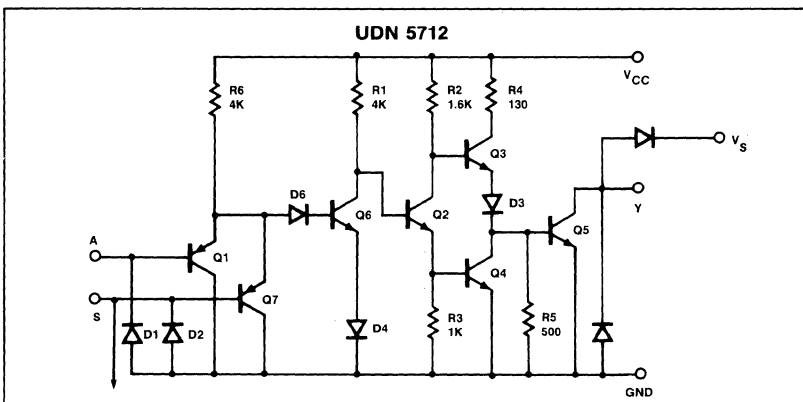 UDN 5712
V_CC
R6
4K
R1
4K
R2
1.6K
R4
130
V_S
Q3
D6
Q6
Q2
D3
Y
A
Q1
Q5
Q4
S
Q7
D1
D2
D4
R3
1K
R5
500
GND